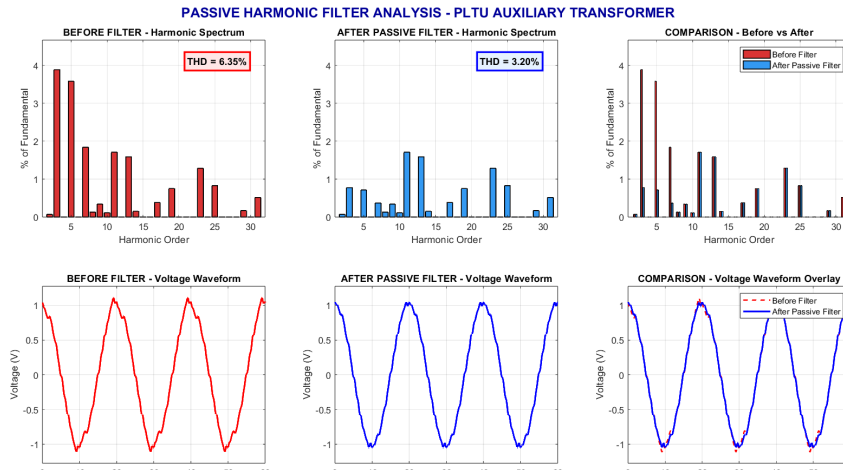 PASSIVE HARMONIC FILTER ANALYSIS - PLTU AUXILIARY TRANSFORMER
BEFORE FILTER - Harmonic Spectrum
% of Fundamental
4
3
2
1
0
THD = 6.35%
5
10
15
20
25
30
Harmonic Order
AFTER PASSIVE FILTER - Harmonic Spectrum
% of Fundamental
4
3
2
1
0
THD = 3.20%
5
10
15
20
25
30
Harmonic Order
COMPARISON - Before vs After
% of Fundamental
4
3
2
1
0
Before Filter
After Passive Filter
5
10
15
20
25
30
Harmonic Order
BEFORE FILTER - Voltage Waveform
Voltage (V)
1
0.5
0
-0.5
-1
AFTER PASSIVE FILTER - Voltage Waveform
Voltage (V)
1
0.5
0
-0.5
-1
COMPARISON - Voltage Waveform Overlay
Voltage (V)
1
0.5
0
-0.5
-1
Before Filter
After Passive Filter